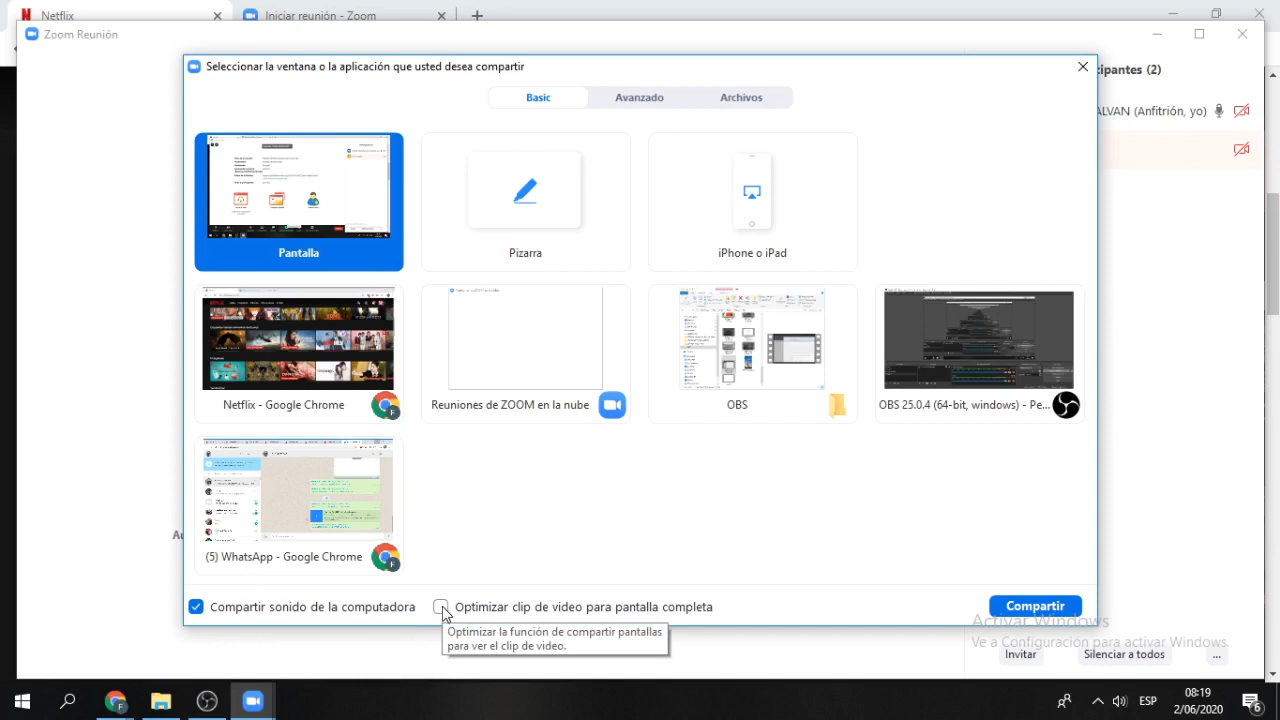 Netflix
Iniciar reunión - Zoom
Zoom Reunión
Seleccionar la ventana o la aplicación que usted desea compartir
cipantes (2)
Basic
Avanzado
Archivos
ALVAN (Anfitrión, yo)
Pantalla
Pizarra
iPhone o iPad
Netflix - Google Chrome
Reuniones de ZOOM en la nube
OBS
OBS 25.0.4 (64-bit, windows) - Pe...
(5) WhatsApp - Google Chrome
Compartir sonido de la computadora
Optimizar clip de video para pantalla completa
Compartir
Optimizar la función de compartir pantallas
para ver el clip de video.
Activar Windows
Ve a Configuración para activar Windows.
Invitar
Silenciar a todos
...
ESP
08:19
2/06/2020
6